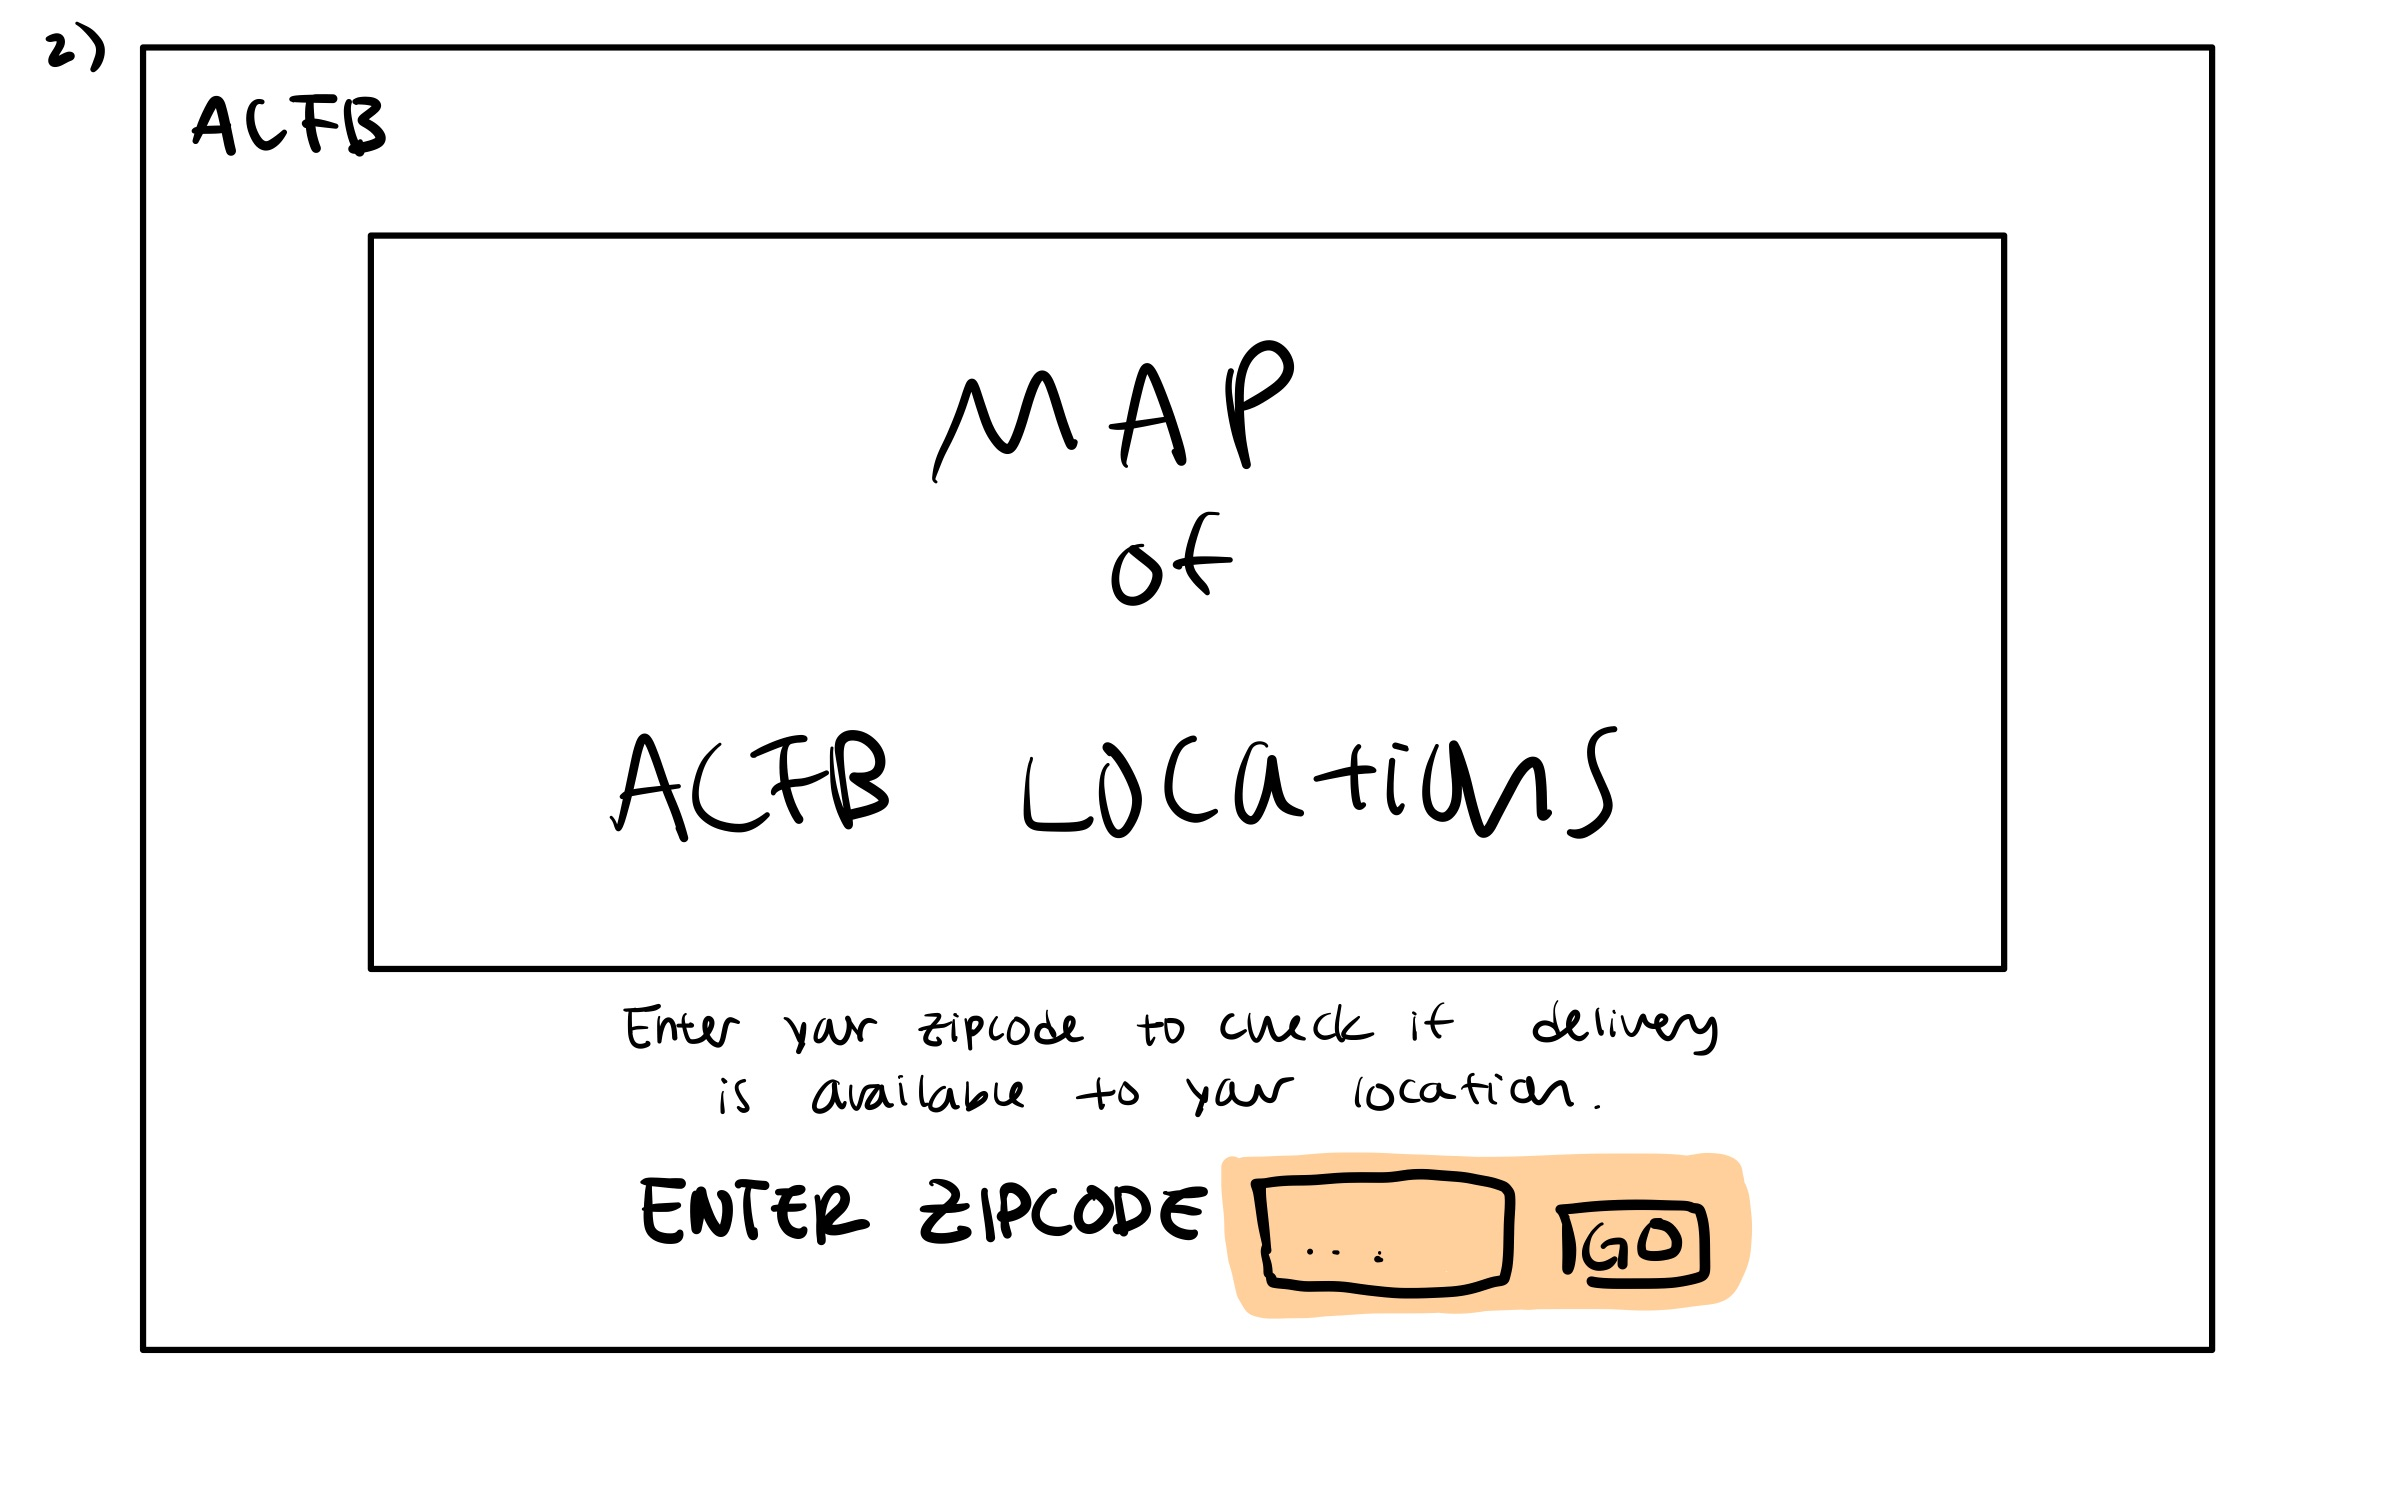 2)
ACFB
MAP
of
ACFB Locations
Enter your zipcode to check if delivery
is available to your location.
ENTER ZIPCODE ... GO